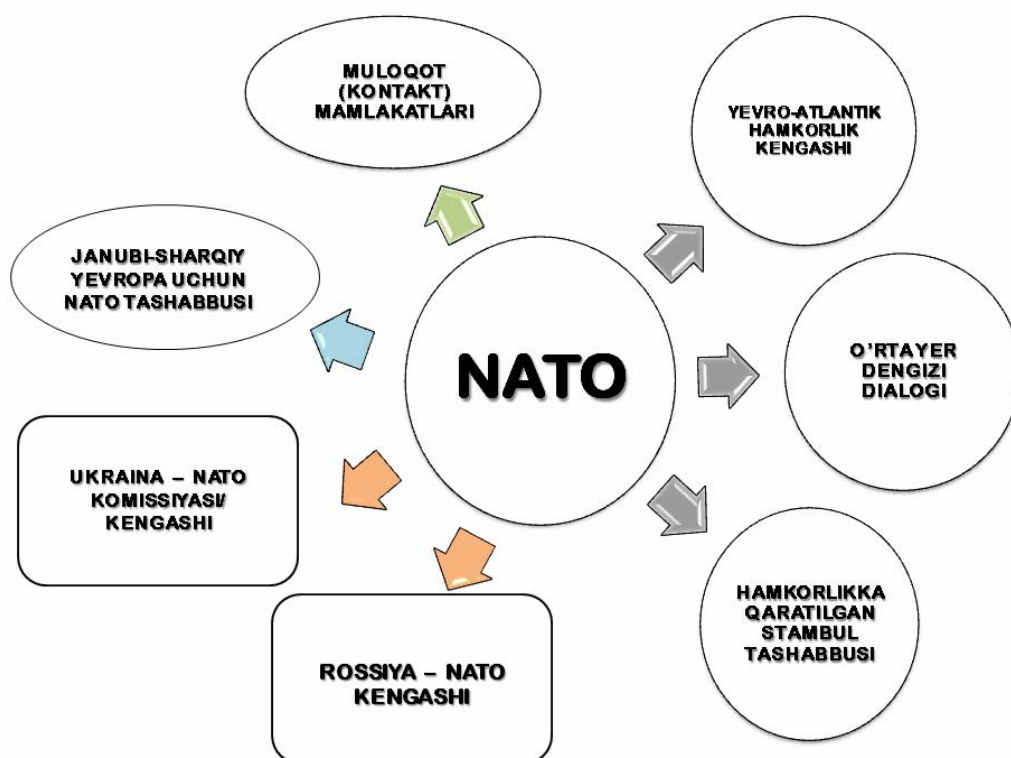 MULOQOT
(KONTAKT)
MAMLAKATLARI
YEVRO-ATLANTIK
HAMKORLIK
KENGASHI
JANUBI-SHARQIY
YEVROPA UCHUN
NATO TASHABBUSI
NATO
O’RTAYER
DENGIZI
DIALOGI
UKRAINA – NATO
KOMISSIYASI/
KENGASHI
HAMKORLIKKA
QARATILGAN
STAMBUL
TASHABBUSI
ROSSIYA – NATO
KENGASHI